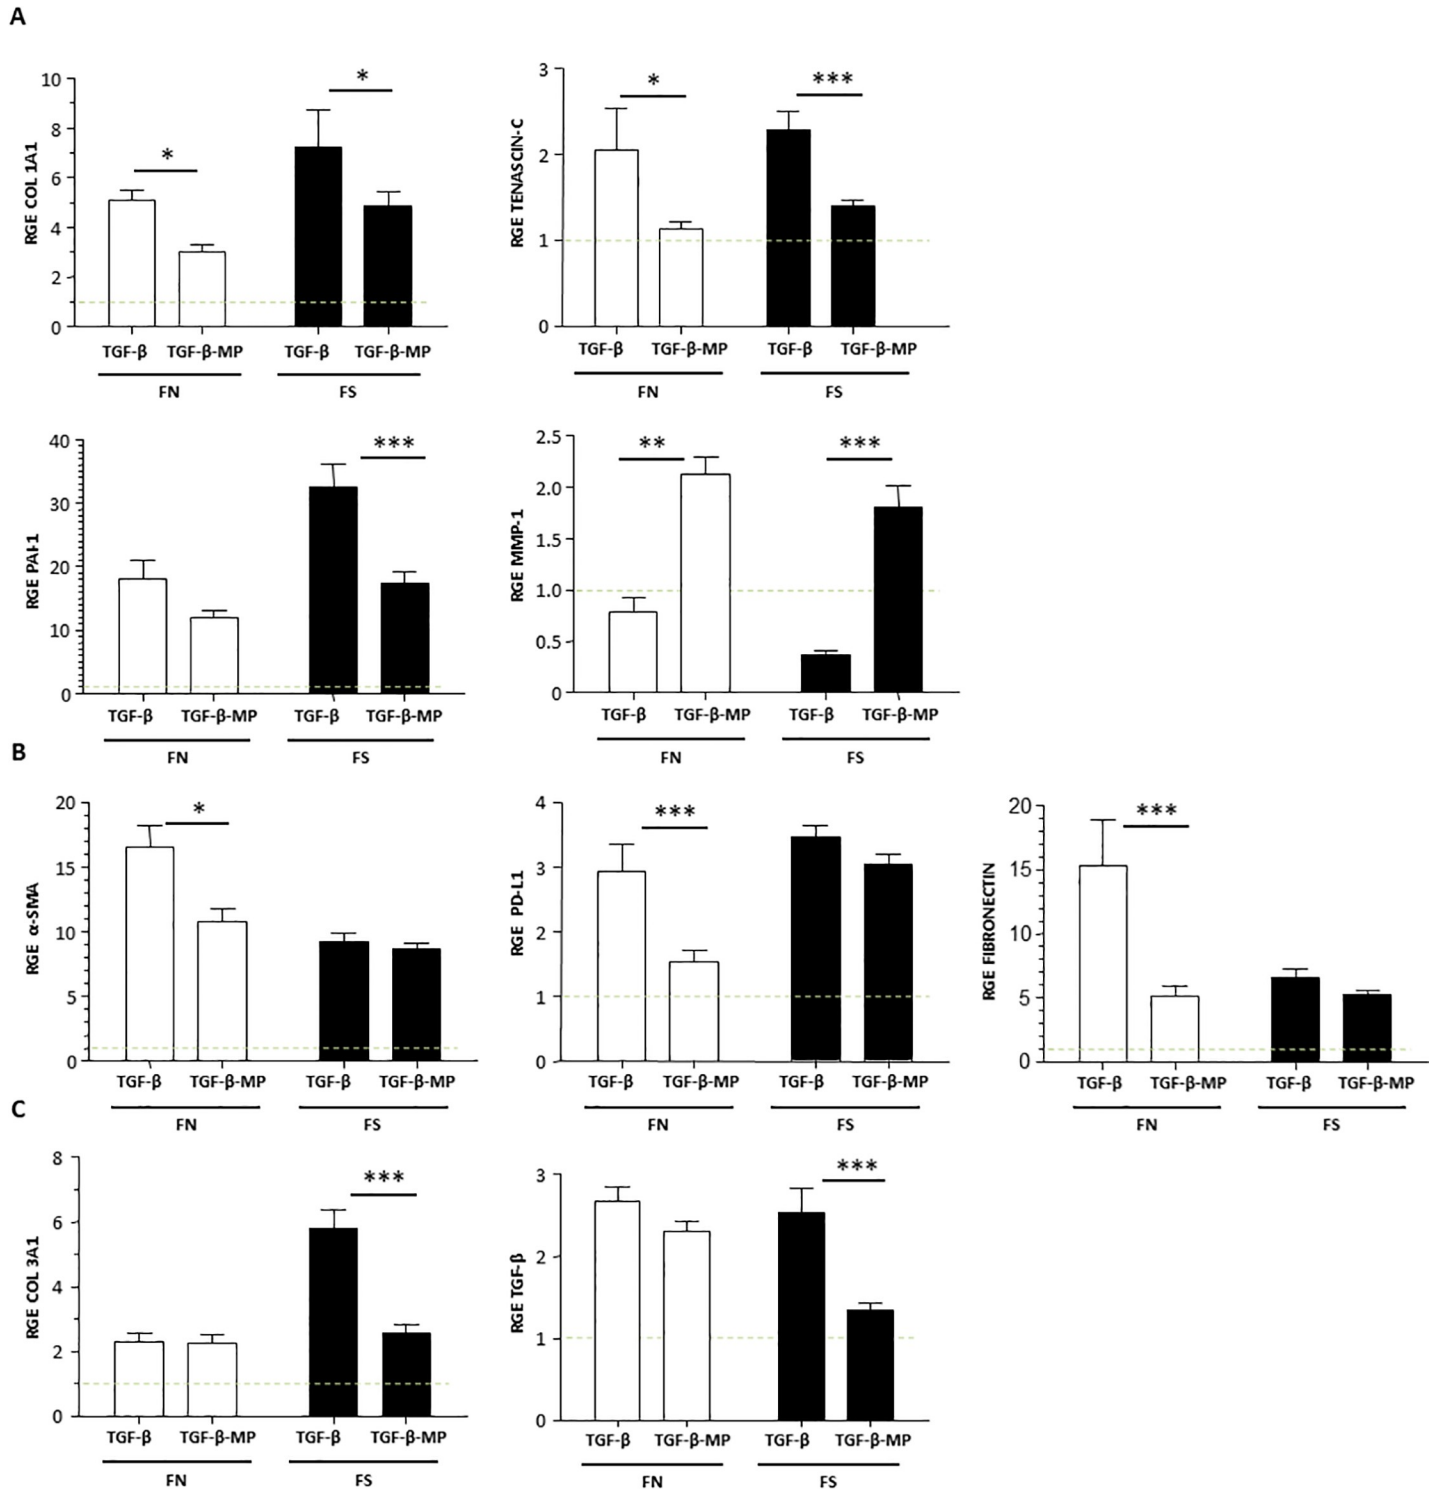 A
RGE COL 1A1
10
8
6
4
2
0
*
*
TGF-β TGF-β-MP TGF-β TGF-β-MP
FN FS
RGE TENASCIN-C
3
2
1
0
*
***
TGF-β TGF-β-MP TGF-β TGF-β-MP
FN FS
RGE PAI-1
40
30
20
10
0
***
TGF-β TGF-β-MP TGF-β TGF-β-MP
FN FS
RGE MMP-1
2.5
2.0
1.5
1.0
0.5
0
**
***
TGF-β TGF-β-MP TGF-β TGF-β-MP
FN FS
B
RGE α-SMA
20
15
10
5
0
*
TGF-β TGF-β-MP TGF-β TGF-β-MP
FN FS
RGE PD-L1
4
3
2
1
0
***
TGF-β TGF-β-MP TGF-β TGF-β-MP
FN FS
RGE FIBRONECTIN
20
15
10
5
0
***
TGF-β TGF-β-MP TGF-β TGF-β-MP
FN FS
C
RGE COL 3A1
8
6
4
2
0
***
TGF-β TGF-β-MP TGF-β TGF-β-MP
FN FS
RGE TGF-β
3
2
1
0
***
TGF-β TGF-β-MP TGF-β TGF-β-MP
FN FS